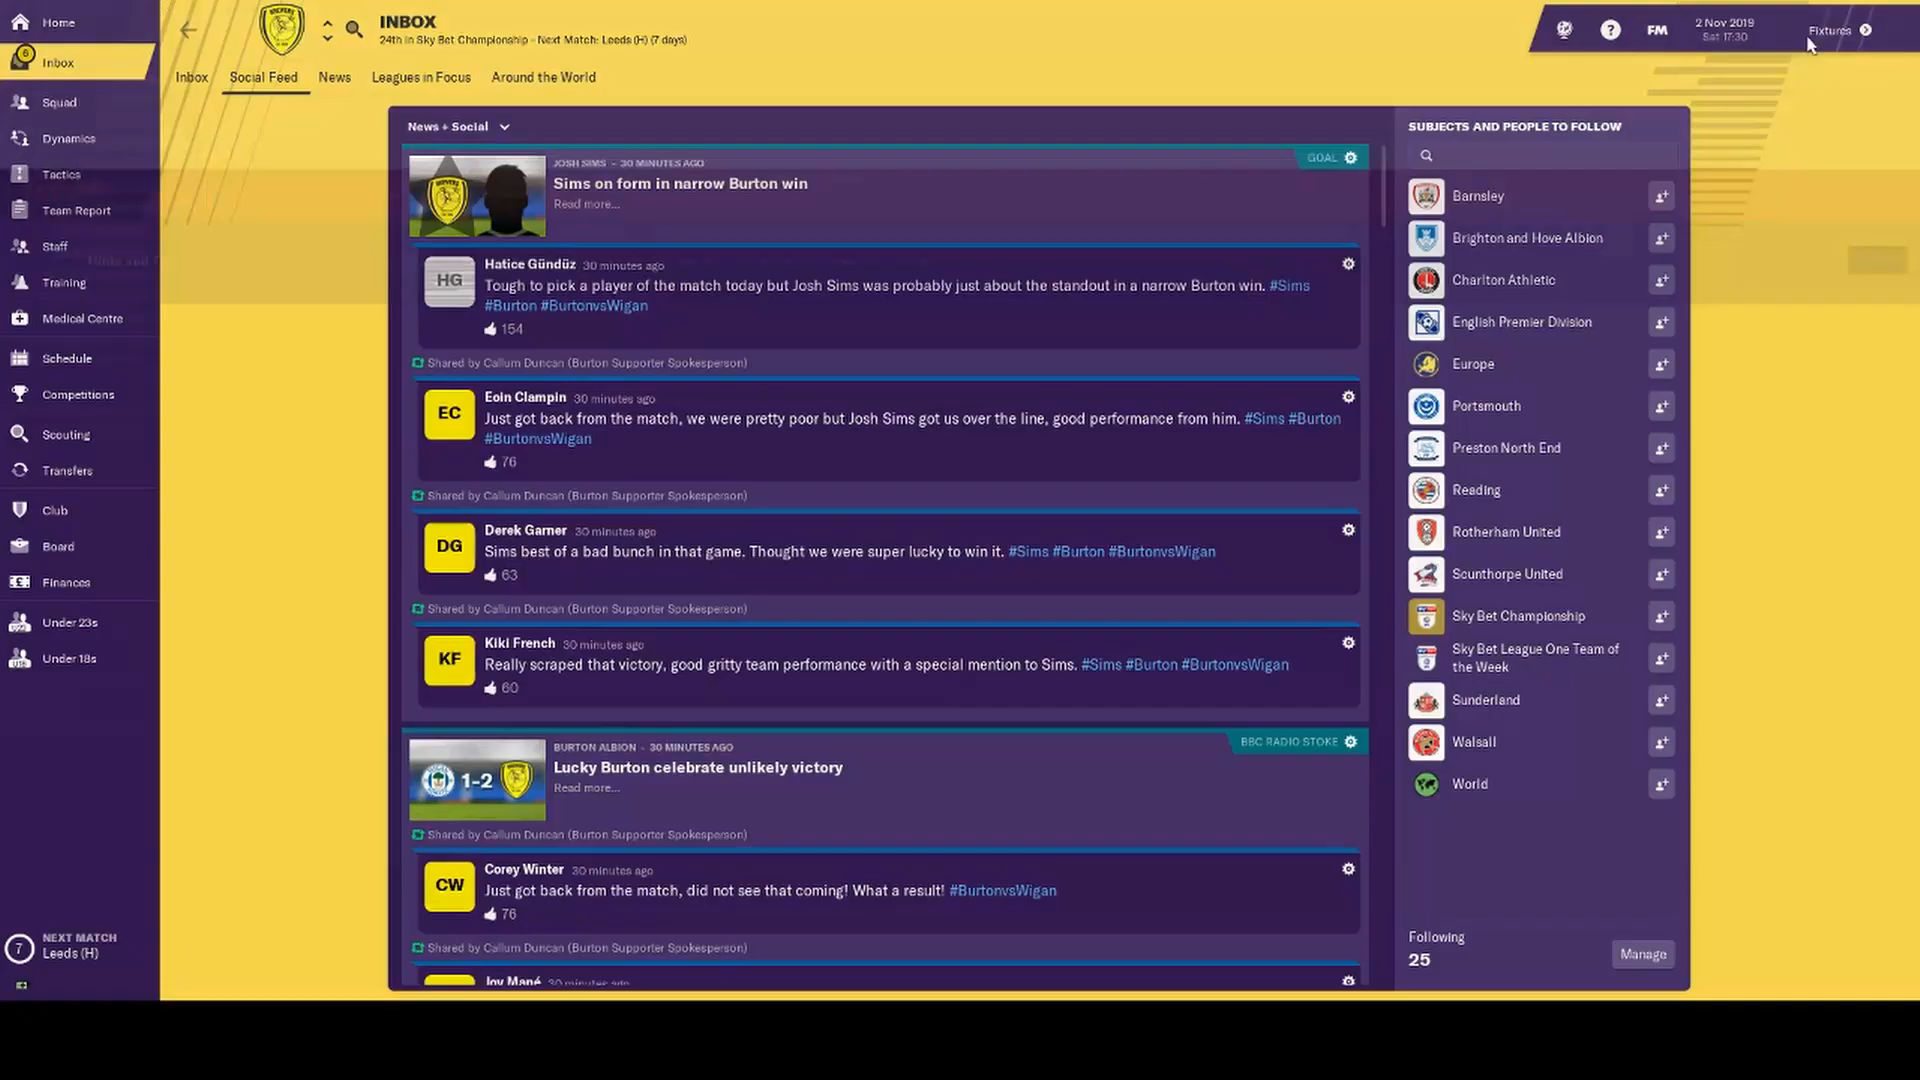 Home
Inbox
6
Squad
Dynamics
Tactics
Team Report
Staff
Training
Medical Centre
Schedule
Competitions
Scouting
Transfers
Club
Board
Finances
Under 23s
Under 18s
7
NEXT MATCH
Leeds (H)
INBOX
24th in Sky Bet Championship - Next Match: Leeds (H) (7 days)
FM
2 Nov 2019
Sat 17:30
Fixtures
Inbox
Social Feed
News
Leagues in Focus
Around the World
News + Social
JOSH SIMS - 30 MINUTES AGO
GOAL
Sims on form in narrow Burton win
Read more...
HG
Hatice Gündüz 30 minutes ago
Tough to pick a player of the match today but Josh Sims was probably just about the standout in a narrow Burton win. #Sims
#Burton #BurtonvsWigan
154
Shared by Callum Duncan (Burton Supporter Spokesperson)
EC
Eoin Clampin 30 minutes ago
Just got back from the match, we were pretty poor but Josh Sims got us over the line, good performance from him. #Sims #Burton
#BurtonvsWigan
76
Shared by Callum Duncan (Burton Supporter Spokesperson)
DG
Derek Garner 30 minutes ago
Sims best of a bad bunch in that game. Thought we were super lucky to win it. #Sims #Burton #BurtonvsWigan
63
Shared by Callum Duncan (Burton Supporter Spokesperson)
KF
Kiki French 30 minutes ago
Really scraped that victory, good gritty team performance with a special mention to Sims. #Sims #Burton #BurtonvsWigan
60
BURTON ALBION - 30 MINUTES AGO
BBC RADIO STOKE
1-2
Lucky Burton celebrate unlikely victory
Read more...
Shared by Callum Duncan (Burton Supporter Spokesperson)
CW
Corey Winter 30 minutes ago
Just got back from the match, did not see that coming! What a result! #BurtonvsWigan
76
Shared by Callum Duncan (Burton Supporter Spokesperson)
Joy Mané 30 minutes ago
SUBJECTS AND PEOPLE TO FOLLOW
Barnsley
Brighton and Hove Albion
Charlton Athletic
English Premier Division
Europe
Portsmouth
Preston North End
Reading
Rotherham United
Scunthorpe United
Sky Bet Championship
Sky Bet League One Team of
the Week
Sunderland
Walsall
World
Following
25
Manage